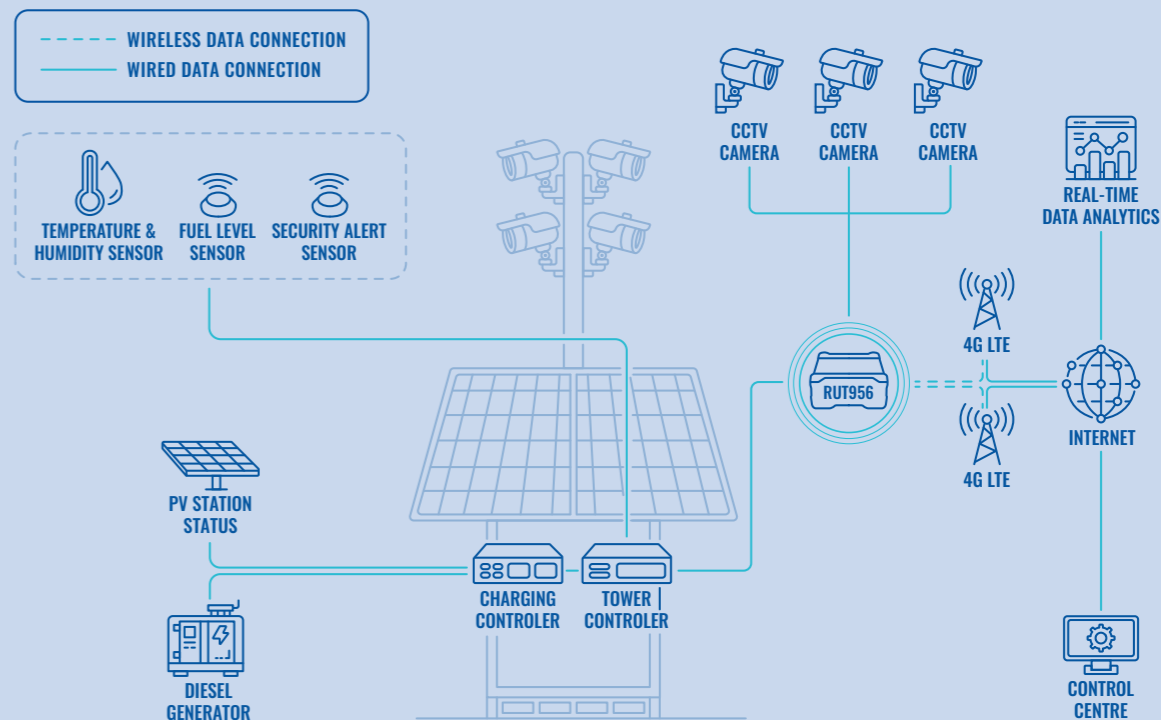 WIRELESS DATA CONNECTION
WIRED DATA CONNECTION
TEMPERATURE &
HUMIDITY SENSOR
FUEL LEVEL
SENSOR
SECURITY ALERT
SENSOR
CCTV
CAMERA
CCTV
CAMERA
CCTV
CAMERA
REAL-TIME
DATA ANALYTICS
4G LTE
RUT956
INTERNET
4G LTE
PV STATION
STATUS
CHARGING
CONTROLER
TOWER
CONTROLER
DIESEL
GENERATOR
CONTROL
CENTRE